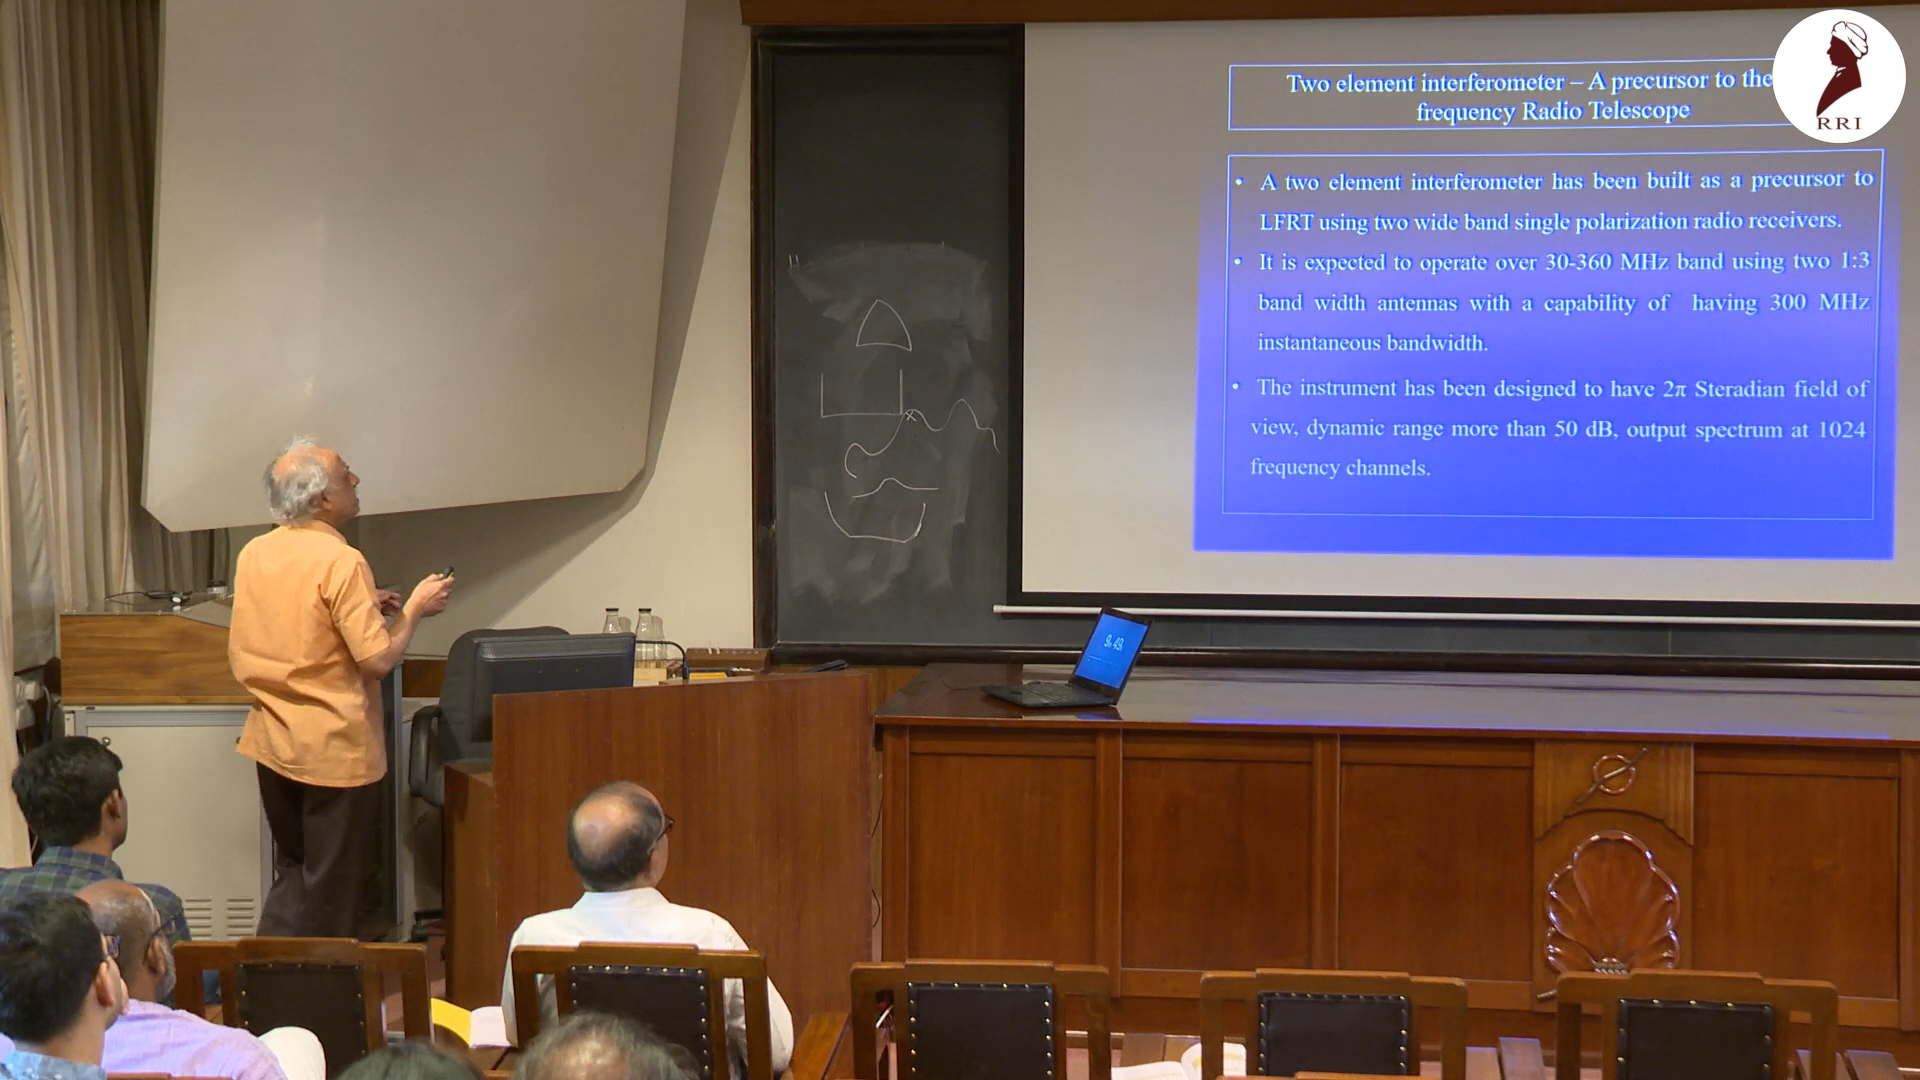 Two element interferometer – A precursor to the
frequency Radio Telescope
RRI
• A two element interferometer has been built as a precursor to
LFRT using two wide band single polarization radio receivers.
• It is expected to operate over 30-360 MHz band using two 1:3
band width antennas with a capability of having 300 MHz
instantaneous bandwidth.
• The instrument has been designed to have 2π Steradian field of
view, dynamic range more than 50 dB, output spectrum at 1024
frequency channels.